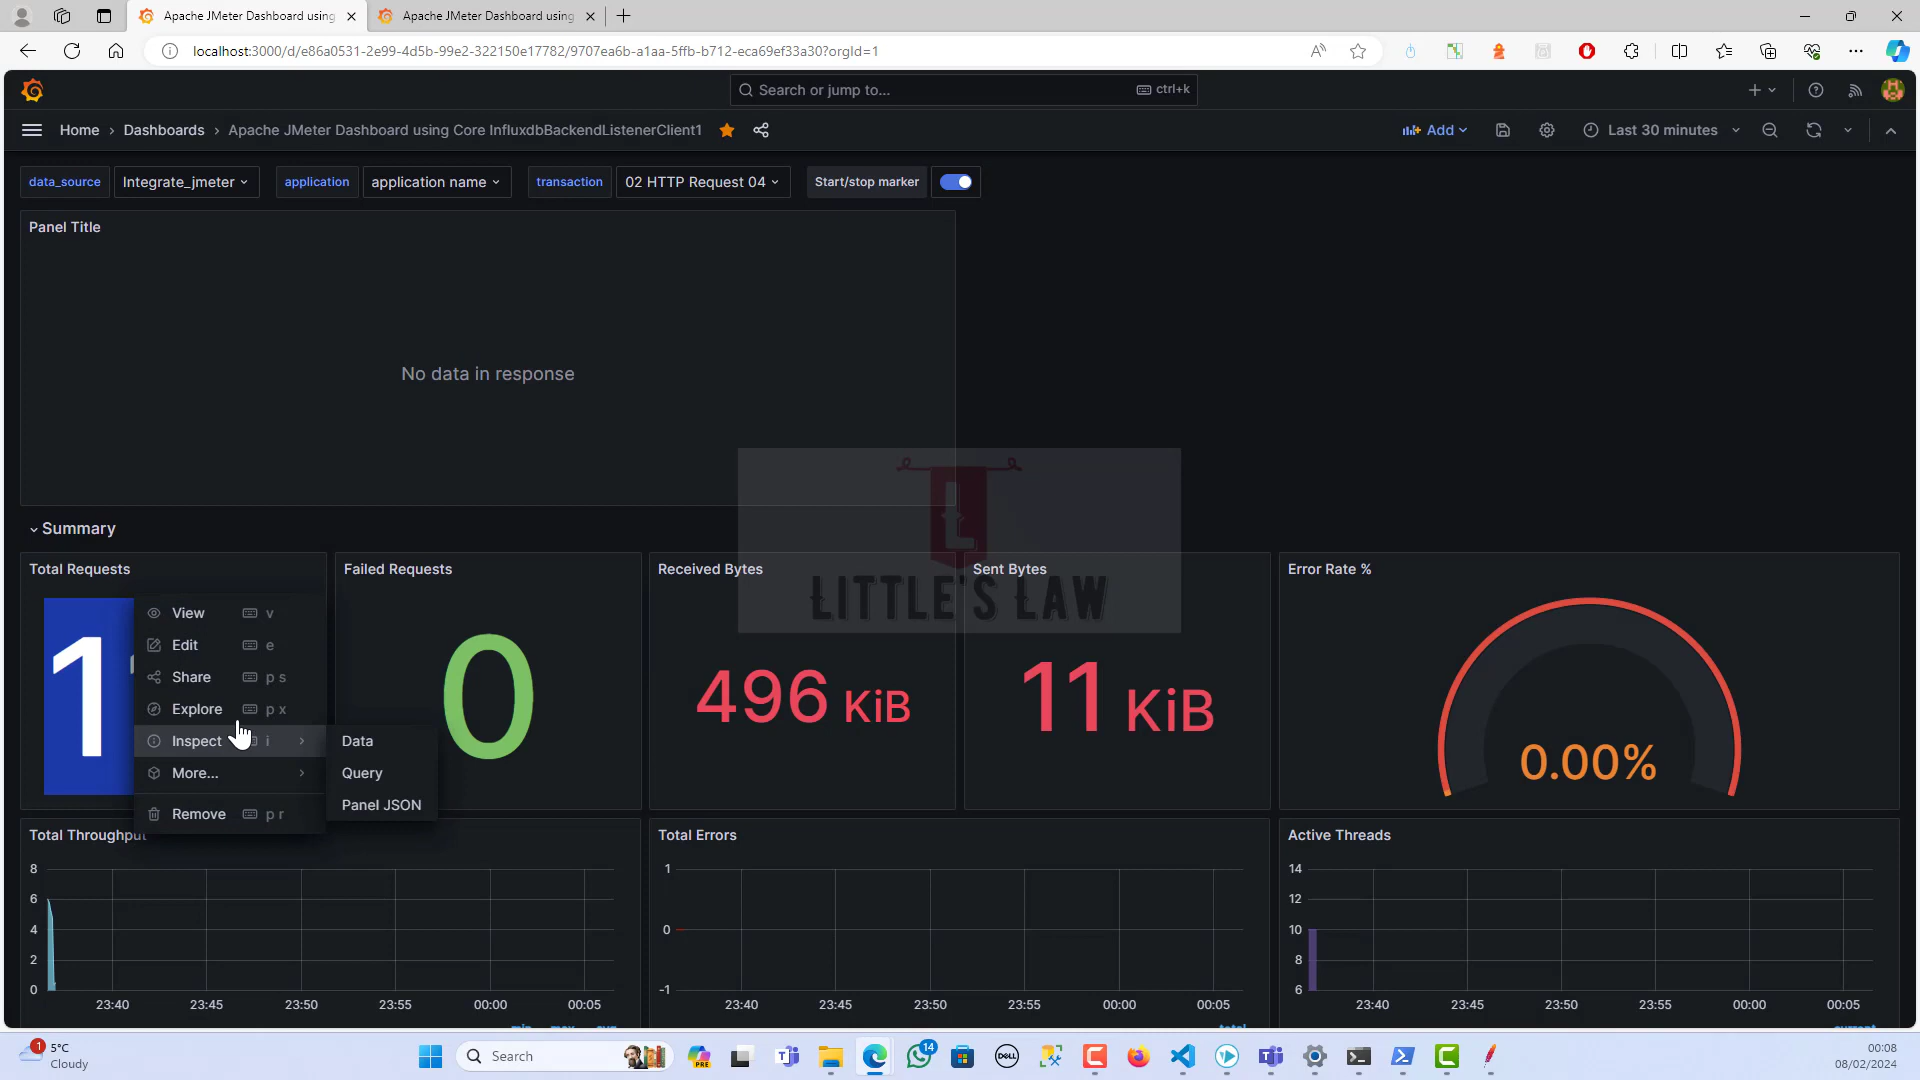 Apache JMeter Dashboard using
Apache JMeter Dashboard using
localhost:3000/d/e86a0531-2e99-4d5b-99e2-322150e17782/9707ea6b-a1aa-5ffb-b712-eca69ef33a30?orgId=1
Search or jump to...
ctrl+k
Home › Dashboards › Apache JMeter Dashboard using Core InfluxdbBackendListenerClient1
Add
Last 30 minutes
data_source
Integrate_jmeter
application
application name
transaction
02 HTTP Request 04
Start/stop marker
Panel Title
No data in response
Summary
L
LITTLE'S LAW
Total Requests
Failed Requests
Received Bytes
Sent Bytes
Error Rate %
View v
Edit e
Share p s
Explore p x
Inspect i
More...
Remove p r
Data
Query
Panel JSON
0
496 KiB
11 KiB
0.00%
Total Throughput
Total Errors
Active Threads
8
6
4
2
0
23:40 23:45 23:50 23:55 00:00 00:05
1
0
-1
23:40 23:45 23:50 23:55 00:00 00:05
14
12
10
8
6
23:40 23:45 23:50 23:55 00:00 00:05
1
5°C
Cloudy
Search
PRE
14
DELL
00:08
08/02/2024